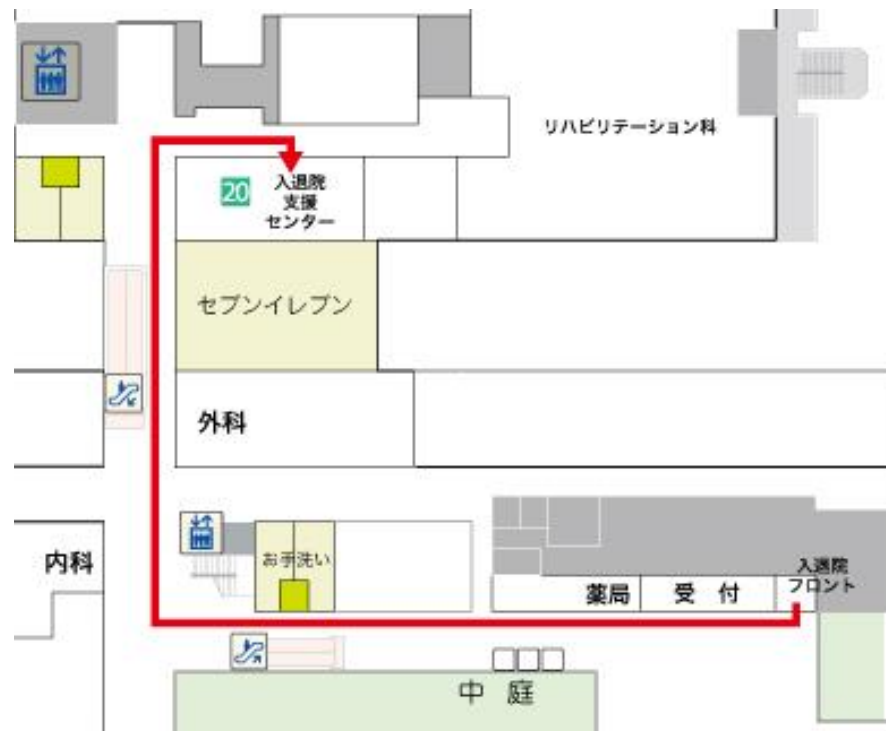 リハビリテーション科
20
入退院
支援
センター
セブンイレブン
外科
内科
お手洗い
入退院
フロント
薬局
受 付
中 庭